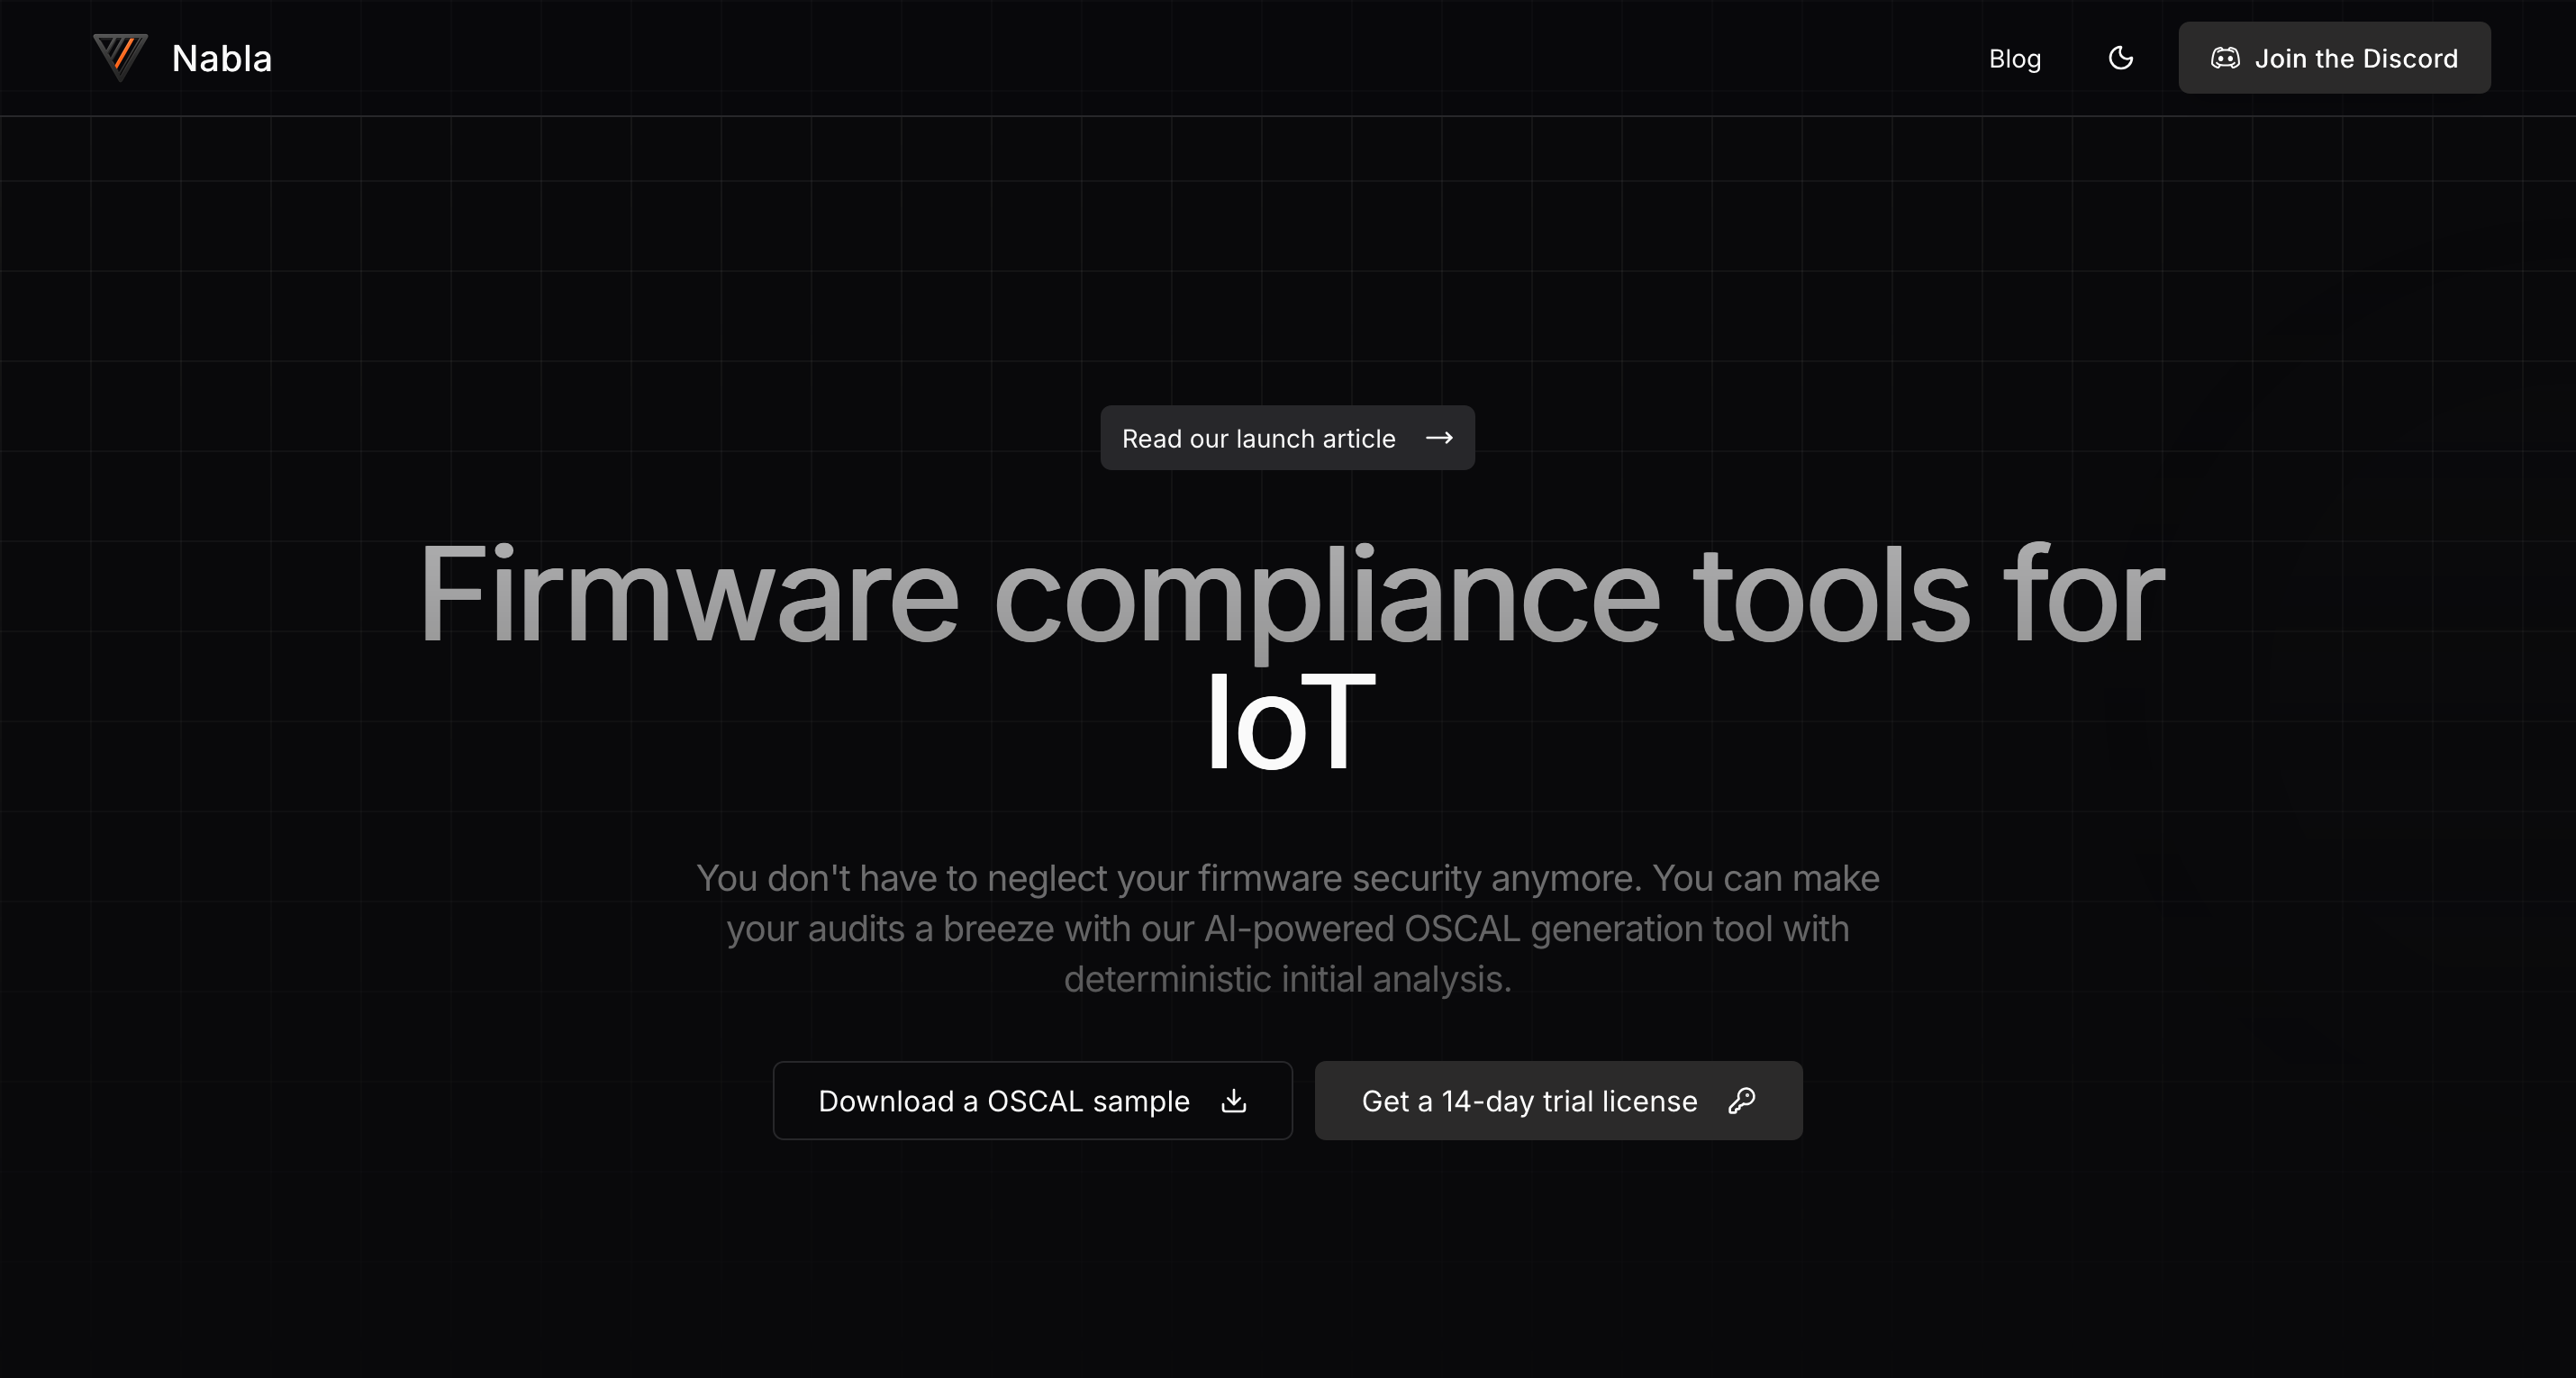 Nabla
Blog
Join the Discord
Read our launch article
Firmware compliance tools for
IoT
You don't have to neglect your firmware security anymore. You can make
your audits a breeze with our AI-powered OSCAL generation tool with
deterministic initial analysis.
Download a OSCAL sample
Get a 14-day trial license